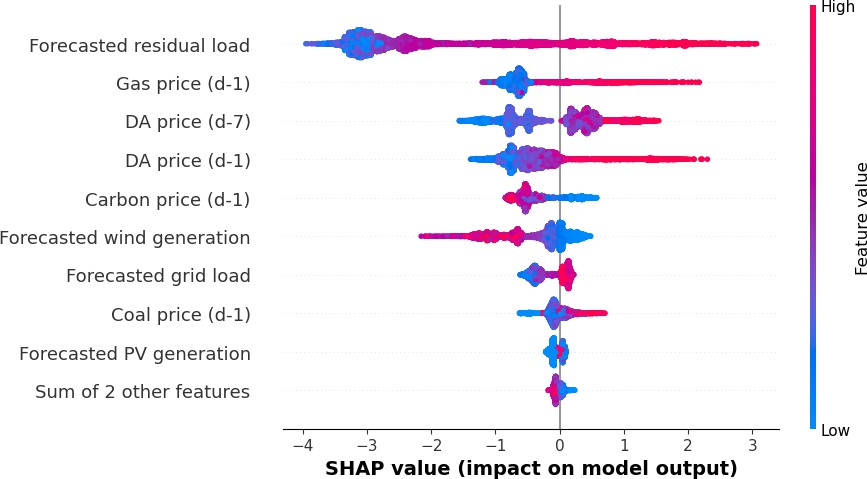 High
Forecasted residual load
Gas price (d-1)
DA price (d-7)
DA price (d-1)
Carbon price (d-1)
Forecasted wind generation
Forecasted grid load
Coal price (d-1)
Forecasted PV generation
Sum of 2 other features
Feature value
Low
−4 −3 −2 −1 0 1 2 3
SHAP value (impact on model output)